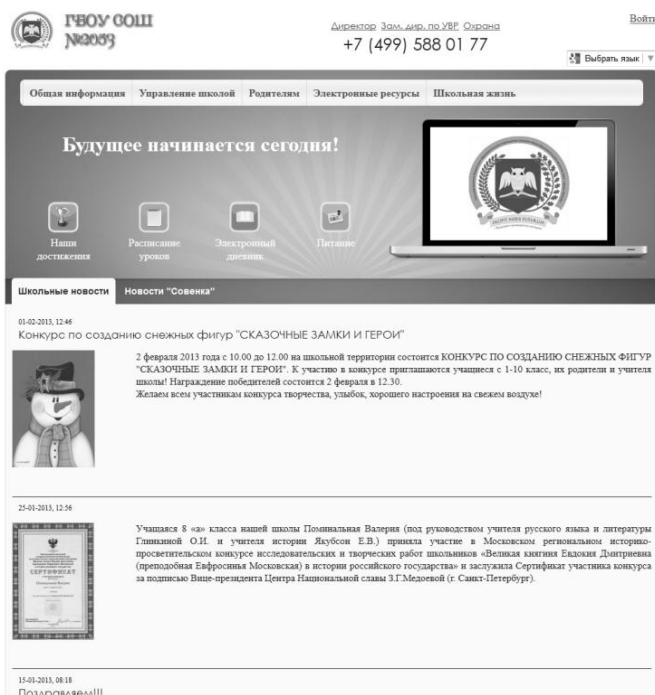 ГБОУ СОШ
№2053
Директор Зам. дир. по УВР Охрана
+7 (499) 588 01 77
Войти
Выбрать язык
Общая информация Управление школой Родителям Электронные ресурсы Школьная жизнь
Будущее начинается сегодня!
Наши достижения
Расписание уроков
Электронный дневник
Питание
Школьные новости Новости "Совенка"
01-02-2013, 12:46
Конкурс по созданию снежных фигур "СКАЗОЧНЫЕ ЗАМКИ И ГЕРОИ"
2 февраля 2013 года с 10.00 до 12.00 на школьной территории состоится КОНКУРС ПО СОЗДАНИЮ СНЕЖНЫХ ФИГУР
"СКАЗОЧНЫЕ ЗАМКИ И ГЕРОИ". К участию в конкурсе приглашаются учащиеся с 1-10 класс, их родители и учителя
школы! Награждение победителей состоится 2 февраля в 12.30.
Желаем всем участникам конкурса творчества, улыбок, хорошего настроения на свежем воздухе!
25-01-2013, 12:56
СЕРТИФИКАТ
Учащаяся 8 «а» класса нашей школы Поминальная Валерия (под руководством учителя русского языка и литературы
Глинкиной О.И. и учителя истории Якубсон Е.В.) приняла участие в Московском региональном историко-
просветительском конкурсе исследовательских и творческих работ школьников «Великая княгиня Евдокия Дмитриевна
(преподобная Евфросинья Московская) в истории российского государства» и заслужила Сертификат участника конкурса
за подписью Вице-президента Центра Национальной славы З.Г.Медоевой (г. Санкт-Петербург).
15-01-2013, 08:18
Поздравляем!!!